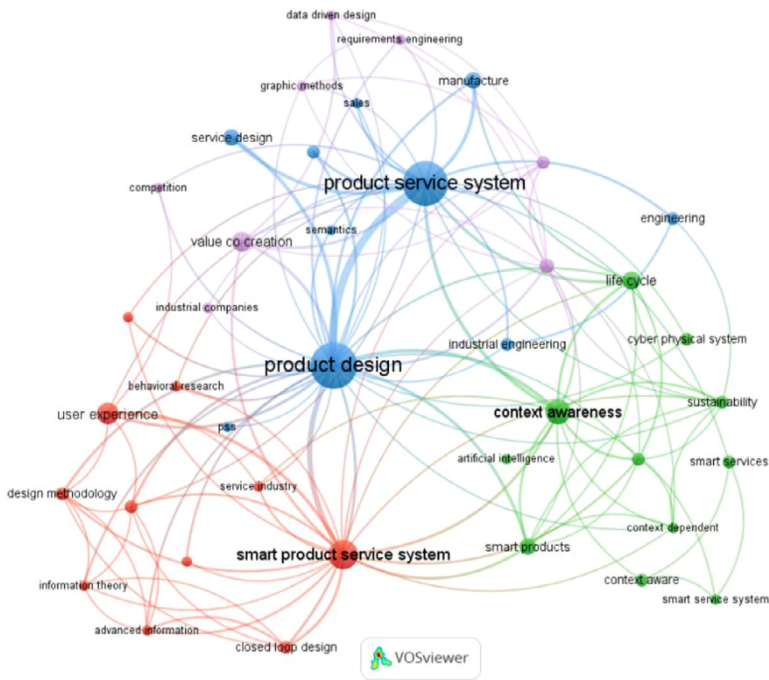 data driven design
requirements engineering
manufacture
graphic methods
sales
service design
product service system
competition
engineering
semantics
value co creation
life cycle
industrial companies
cyber physical system
industrial engineering
product design
behavioral research
sustainability
user experience
context awareness
pss
artificial intelligence
smart services
service industry
design methodology
context dependent
smart products
smart product service system
context aware
information theory
smart service system
advanced information
closed loop design
VOSviewer